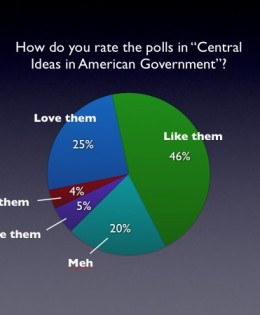 How do you rate the polls in “Central
Ideas in American Government”?
Love them
25%
Like them
46%
4%
them
5%
them
20%
Meh